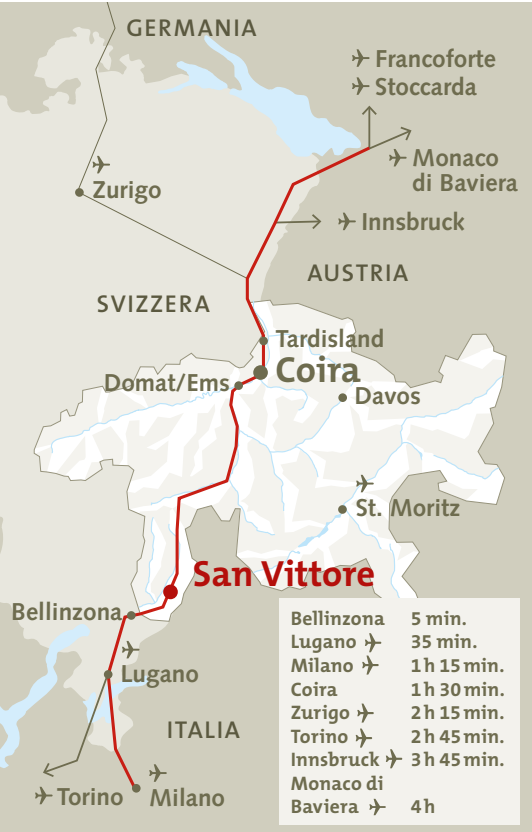 GERMANIA
Francoforte
Stoccarda
Monaco
di Baviera
Zurigo
Innsbruck
AUSTRIA
SVIZZERA
Tardisland
Coira
Domat/Ems
Davos
St. Moritz
San Vittore
Bellinzona
Lugano
ITALIA
Torino
Milano
Bellinzona 5 min.
Lugano 35 min.
Milano 1 h 15 min.
Coira 1 h 30 min.
Zurigo 2 h 15 min.
Torino 2 h 45 min.
Innsbruck 3 h 45 min.
Monaco di
Baviera 4 h